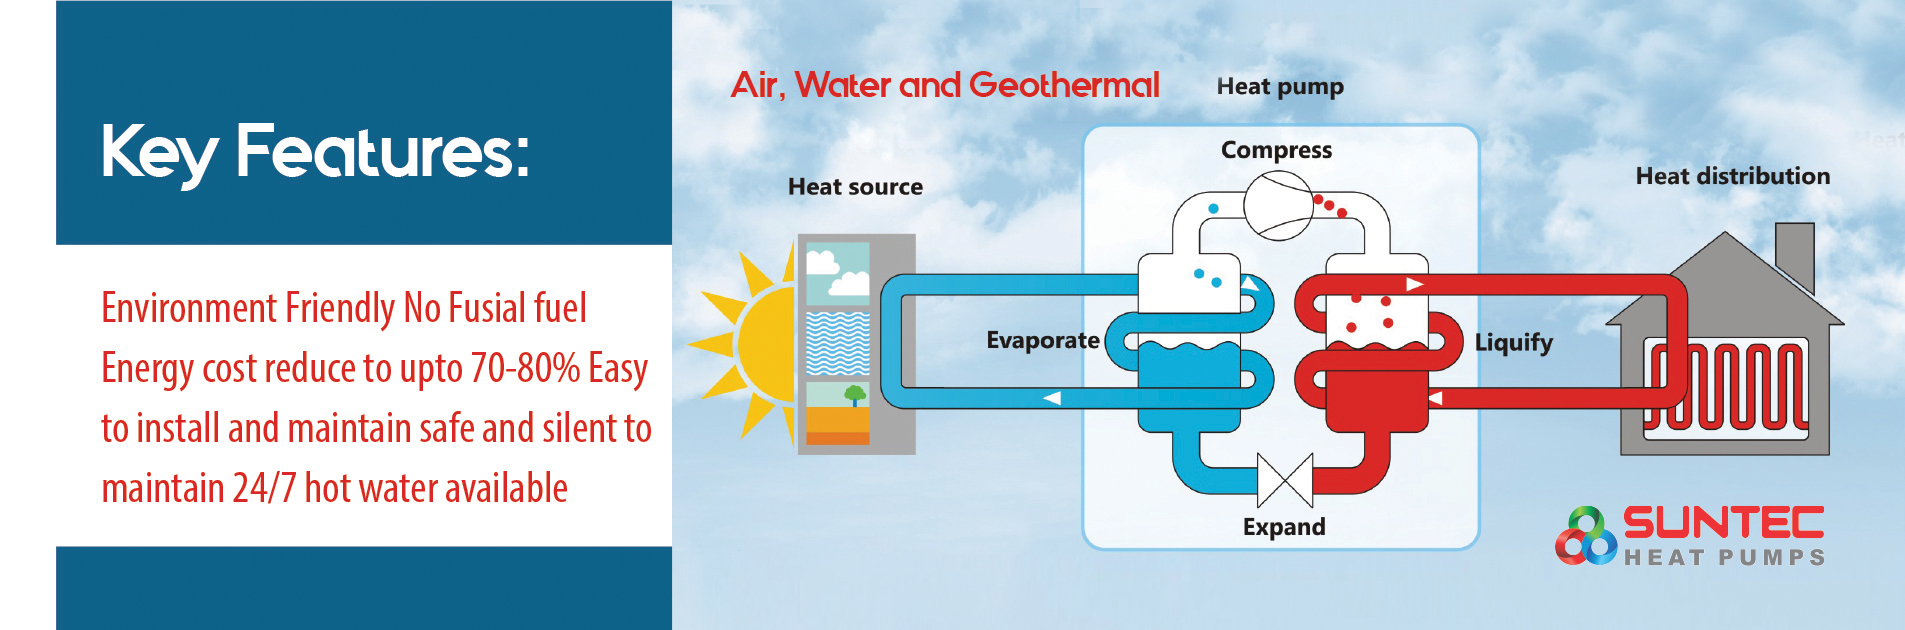 Key Features:
Environment Friendly No Fusial fuel
Energy cost reduce to upto 70-80% Easy
to install and maintain safe and silent to
maintain 24/7 hot water available
Air, Water and Geothermal
Heat pump
Heat source
Compress
Heat distribution
Heat
Evaporate
Liquify
Expand
SUNTEC
HEAT PUMPS